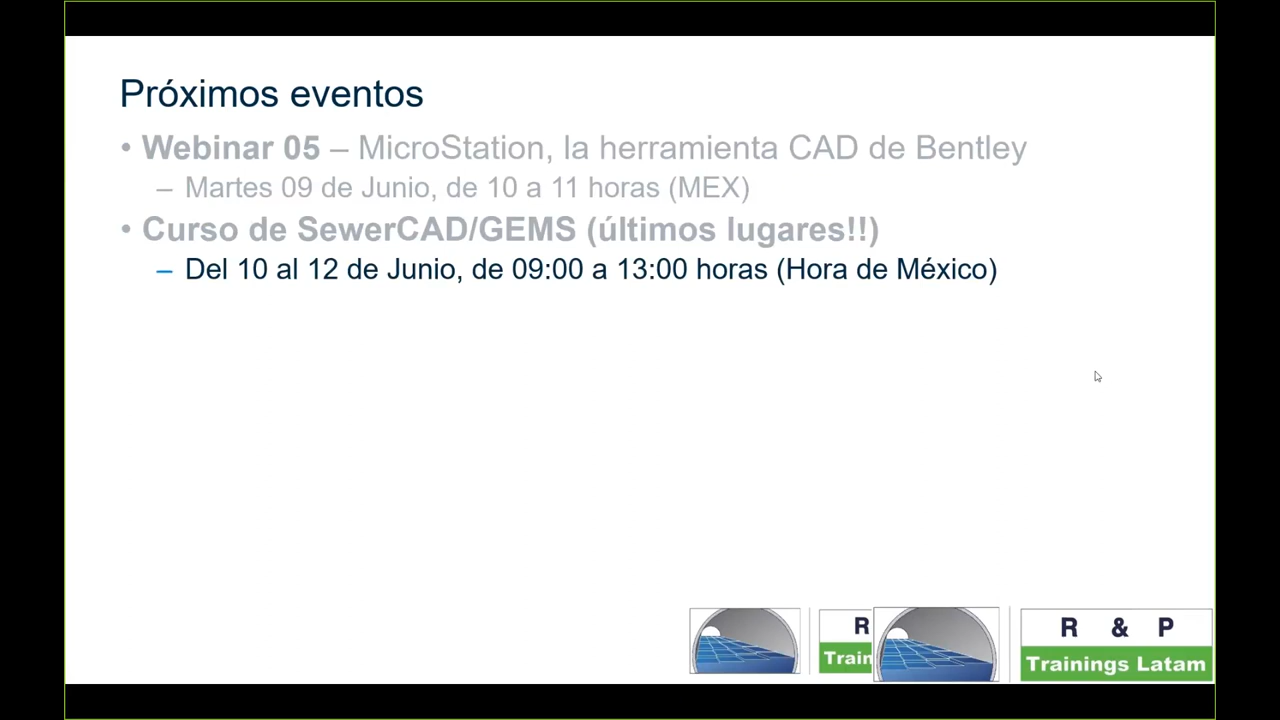 Próximos eventos
• Webinar 05 – MicroStation, la herramienta CAD de Bentley
– Martes 09 de Junio, de 10 a 11 horas (MEX)
• Curso de SewerCAD/GEMS (últimos lugares!!)
– Del 10 al 12 de Junio, de 09:00 a 13:00 horas (Hora de México)
R
Train
R & P
Trainings Latam